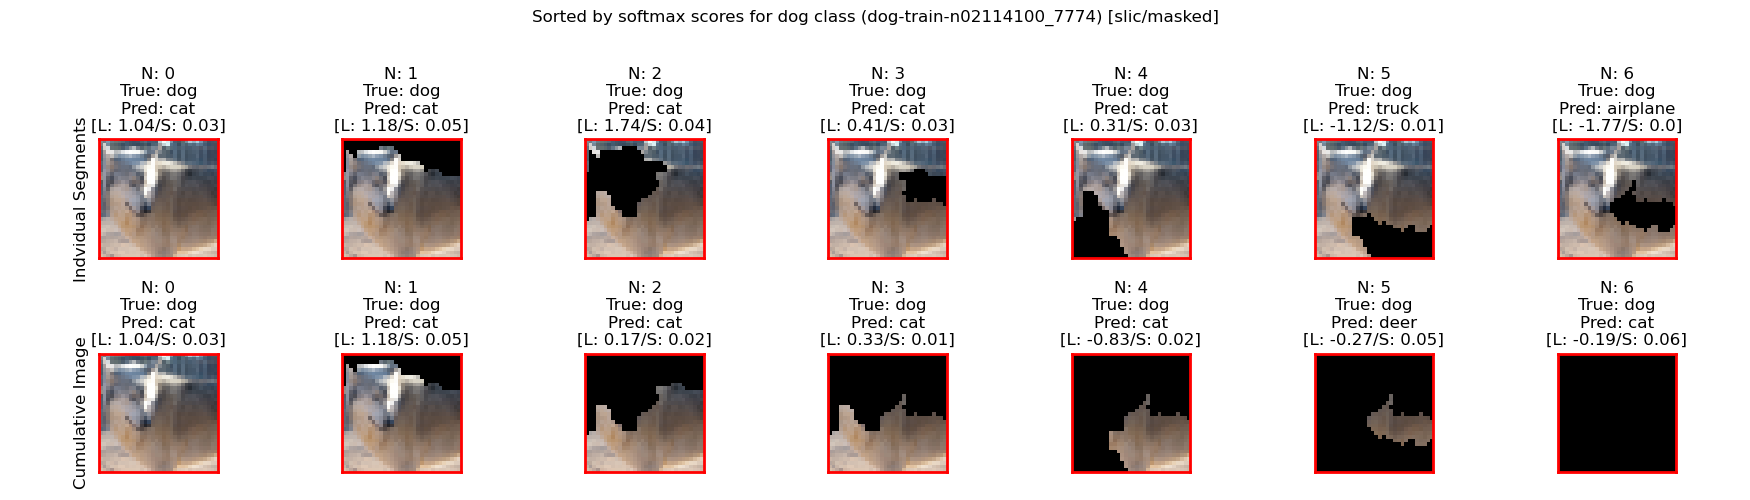 Sorted by softmax scores for dog class (dog-train-n02114100_7774) [slic/masked]
Indvidual Segments
N: 0
True: dog
Pred: cat
[L: 1.04/S: 0.03]
N: 1
True: dog
Pred: cat
[L: 1.18/S: 0.05]
N: 2
True: dog
Pred: cat
[L: 1.74/S: 0.04]
N: 3
True: dog
Pred: cat
[L: 0.41/S: 0.03]
N: 4
True: dog
Pred: cat
[L: 0.31/S: 0.03]
N: 5
True: dog
Pred: truck
[L: -1.12/S: 0.01]
N: 6
True: dog
Pred: airplane
[L: -1.77/S: 0.0]
Cumulative Image
N: 0
True: dog
Pred: cat
[L: 1.04/S: 0.03]
N: 1
True: dog
Pred: cat
[L: 1.18/S: 0.05]
N: 2
True: dog
Pred: cat
[L: 0.17/S: 0.02]
N: 3
True: dog
Pred: cat
[L: 0.33/S: 0.01]
N: 4
True: dog
Pred: cat
[L: -0.83/S: 0.02]
N: 5
True: dog
Pred: deer
[L: -0.27/S: 0.05]
N: 6
True: dog
Pred: cat
[L: -0.19/S: 0.06]